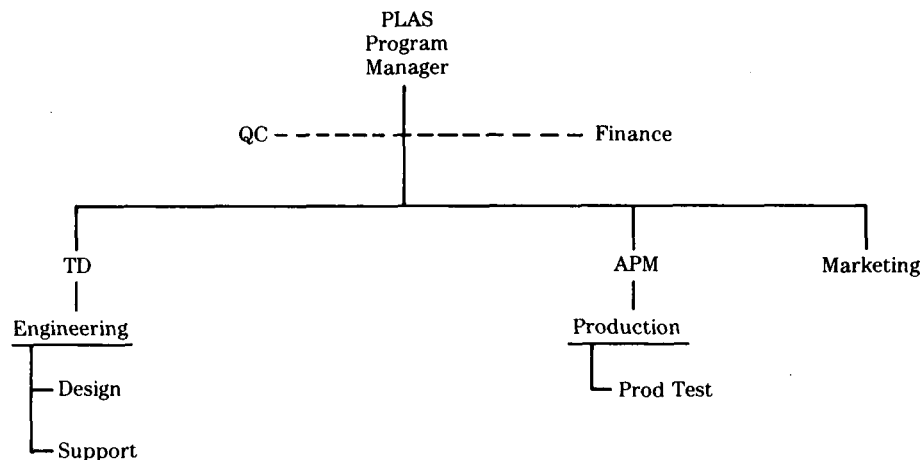 PLAS
Program
Manager
QC
Finance
TD
APM
Marketing
Engineering
Production
Design
Prod Test
Support